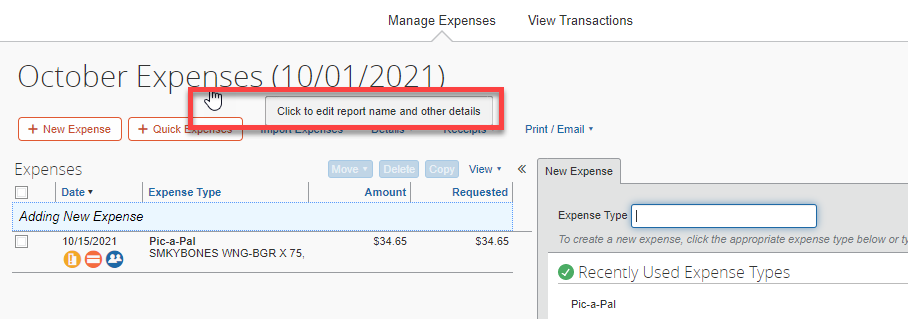 Manage Expenses View Transactions
October Expenses (10/01/2021)
Click to edit report name and other details
+ New Expense + Quick Expenses Import Expenses Details Receipts Print / Email
Expenses Move Delete Copy View «
Date Expense Type Amount Requested
Adding New Expense
10/15/2021 Pic-a-Pal $34.65 $34.65
SMKYBONES WNG-BGR X 75,
New Expense
Expense Type
To create a new expense, click the appropriate expense type below or ty
Recently Used Expense Types
Pic-a-Pal